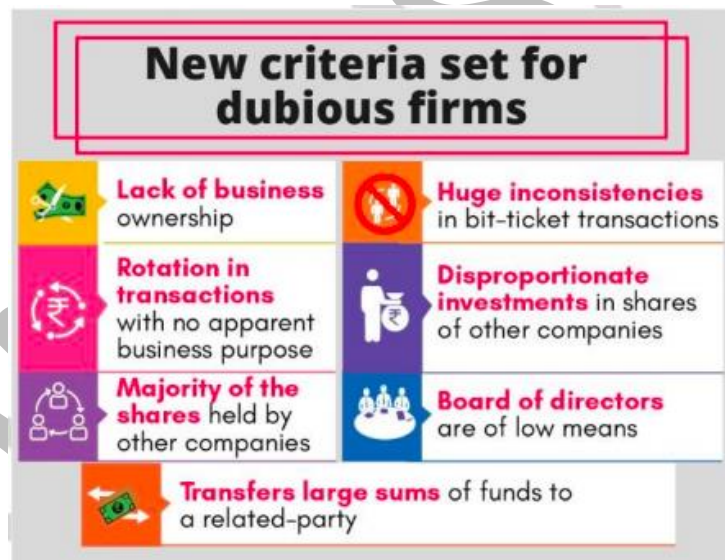 New criteria set for
dubious firms
Lack of business
ownership
Huge inconsistencies
in bit-ticket transactions
Rotation in
transactions
with no apparent
business purpose
Disproportionate
investments in shares
of other companies
Majority of the
shares held by
other companies
Board of directors
are of low means
Transfers large sums of funds to
a related-party